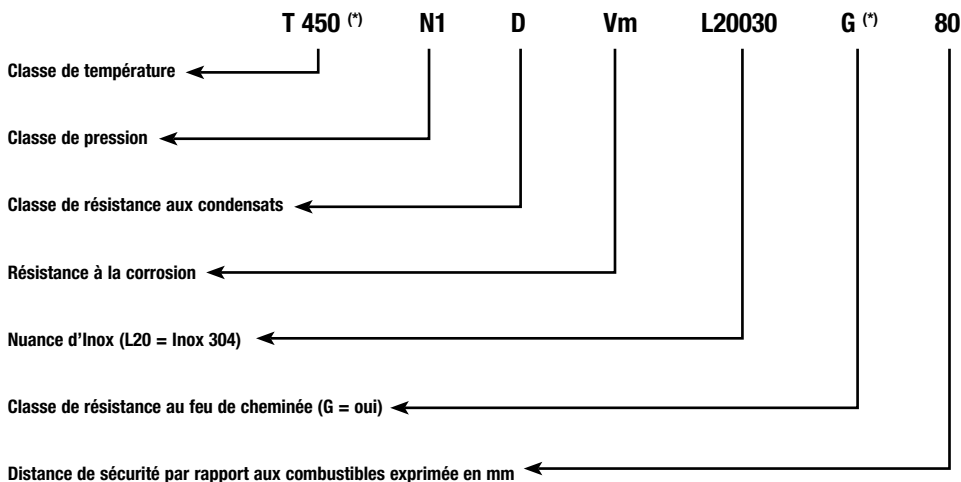 T 450 (*) N1 D Vm L20030 G (*) 80
Classe de température
Classe de pression
Classe de résistance aux condensats
Résistance à la corrosion
Nuance d'Inox (L20 = Inox 304)
Classe de résistance au feu de cheminée (G = oui)
Distance de sécurité par rapport aux combustibles exprimée en mm